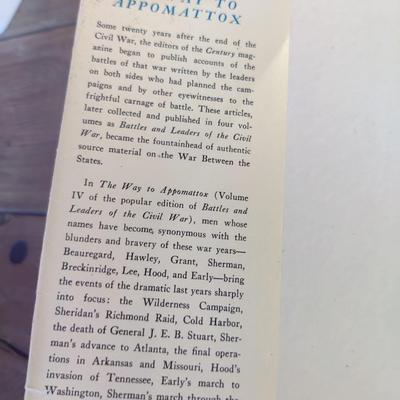 WAY TO
APPOMATTOX
Some twenty years after the end of the
Civil War, the editors of the Century mag-
azine began to publish accounts of the
battles of that war written by the leaders
on both sides who had planned the cam-
paigns and by other eyewitnesses to the
frightful carnage of battle. These articles,
later collected and published in four vol-
umes as Battles and Leaders of the Civil
War, became the fountainhead of authentic
source material on the War Between the
States.
In The Way to Appomattox (Volume
IV of the popular edition of Battles and
Leaders of the Civil War), men whose
names have become, synonymous with the
blunders and bravery of these war years—
Beauregard, Hawley, Grant, Sherman,
Breckinridge, Lee, Hood, and Early—bring
the events of the dramatic last years sharply
into focus: the Wilderness Campaign,
Sheridan's Richmond Raid, Cold Harbor,
the death of General J. E. B. Stuart, Sher-
man's advance to Atlanta, the final opera-
tions in Arkansas and Missouri, Hood's
invasion of Tennessee, Early's march to
Washington, Sherman's march through the